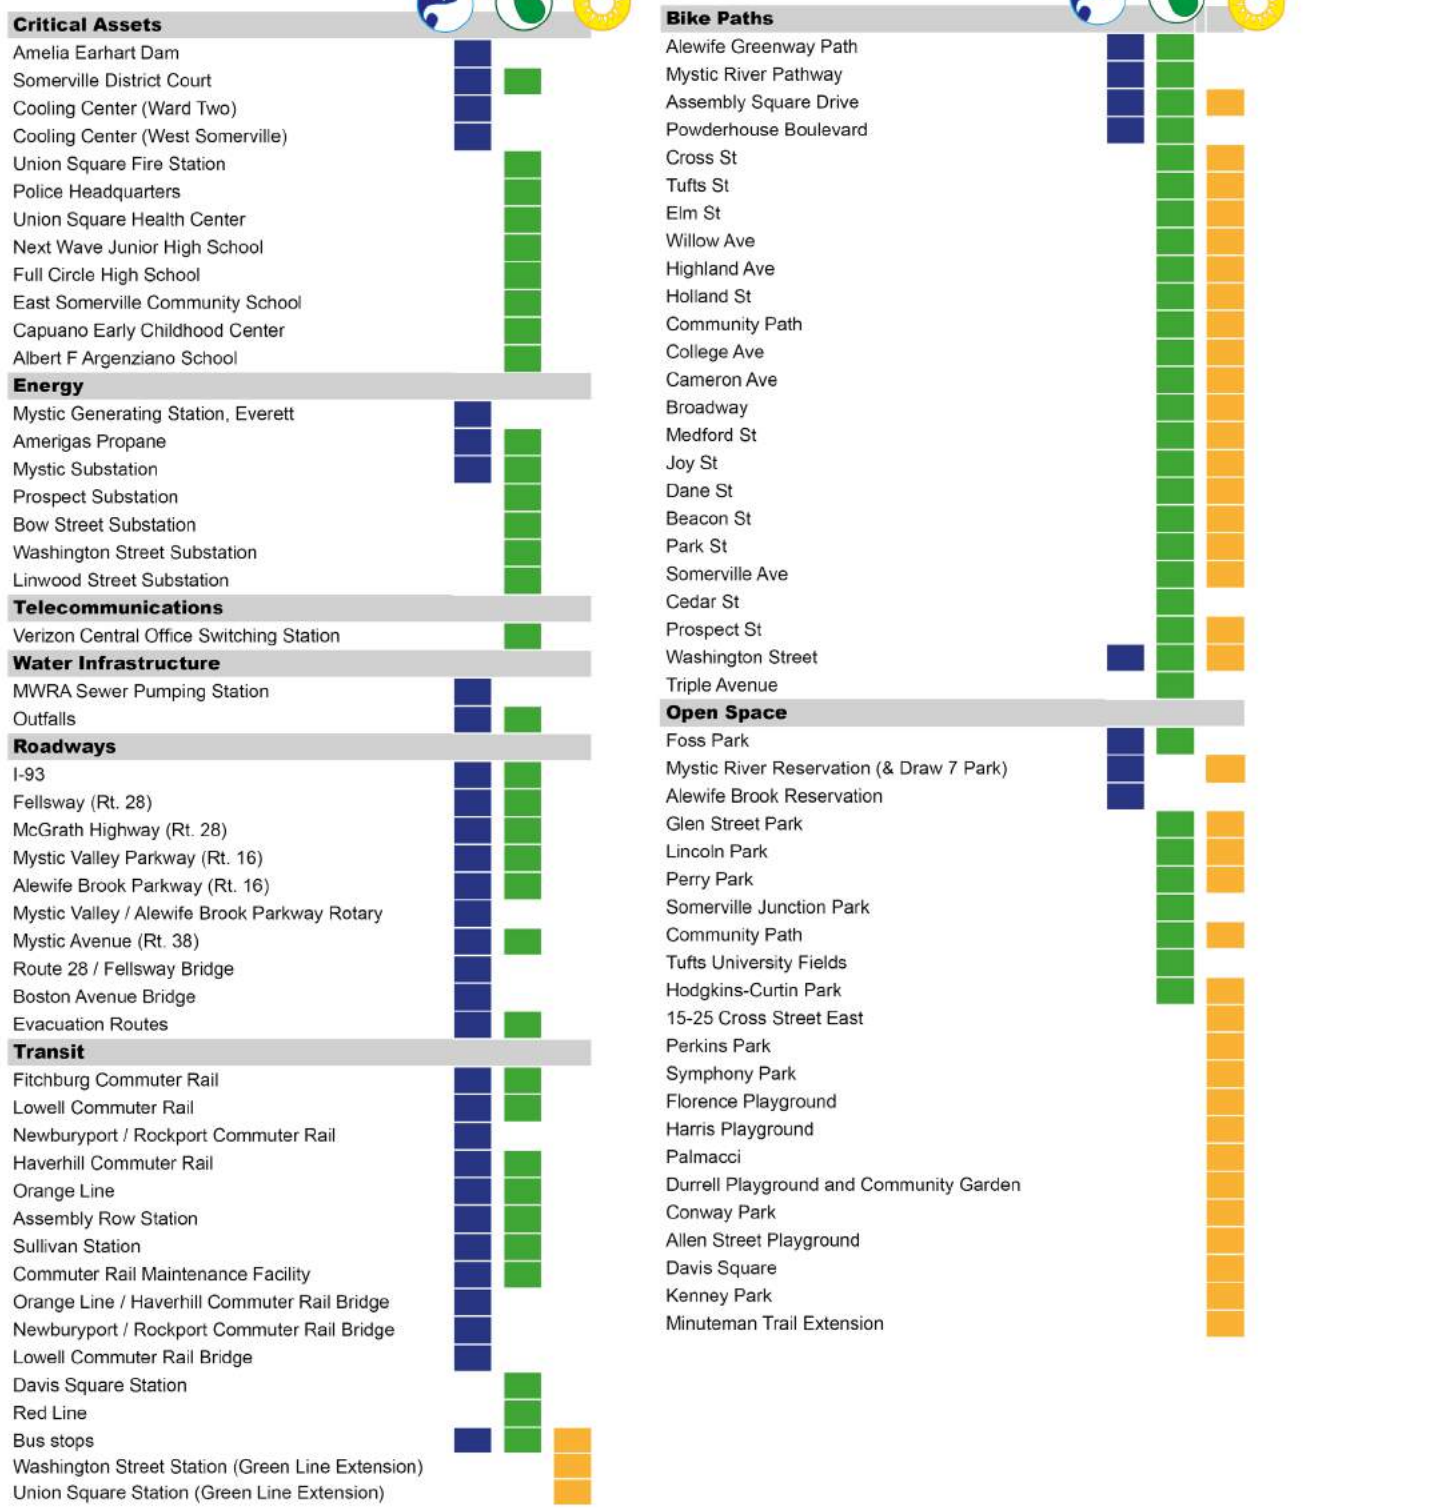 Critical Assets
Amelia Earhart Dam
Somerville District Court
Cooling Center (Ward Two)
Cooling Center (West Somerville)
Union Square Fire Station
Police Headquarters
Union Square Health Center
Next Wave Junior High School
Full Circle High School
East Somerville Community School
Capuano Early Childhood Center
Albert F Argenziano School
Energy
Mystic Generating Station, Everett
Amerigas Propane
Mystic Substation
Prospect Substation
Bow Street Substation
Washington Street Substation
Linwood Street Substation
Telecommunications
Verizon Central Office Switching Station
Water Infrastructure
MWRA Sewer Pumping Station
Outfalls
Roadways
I-93
Fellsway (Rt. 28)
McGrath Highway (Rt. 28)
Mystic Valley Parkway (Rt. 16)
Alewife Brook Parkway (Rt. 16)
Mystic Valley / Alewife Brook Parkway Rotary
Mystic Avenue (Rt. 38)
Route 28 / Fellsway Bridge
Boston Avenue Bridge
Evacuation Routes
Transit
Fitchburg Commuter Rail
Lowell Commuter Rail
Newburyport / Rockport Commuter Rail
Haverhill Commuter Rail
Orange Line
Assembly Row Station
Sullivan Station
Commuter Rail Maintenance Facility
Orange Line / Haverhill Commuter Rail Bridge
Newburyport / Rockport Commuter Rail Bridge
Lowell Commuter Rail Bridge
Davis Square Station
Red Line
Bus stops
Washington Street Station (Green Line Extension)
Union Square Station (Green Line Extension)
Bike Paths
Alewife Greenway Path
Mystic River Pathway
Assembly Square Drive
Powderhouse Boulevard
Cross St
Tufts St
Elm St
Willow Ave
Highland Ave
Holland St
Community Path
College Ave
Cameron Ave
Broadway
Medford St
Joy St
Dane St
Beacon St
Park St
Somerville Ave
Cedar St
Prospect St
Washington Street
Triple Avenue
Open Space
Foss Park
Mystic River Reservation (& Draw 7 Park)
Alewife Brook Reservation
Glen Street Park
Lincoln Park
Perry Park
Somerville Junction Park
Community Path
Tufts University Fields
Hodgkins-Curtin Park
15-25 Cross Street East
Perkins Park
Symphony Park
Florence Playground
Harris Playground
Palmacci
Durrell Playground and Community Garden
Conway Park
Allen Street Playground
Davis Square
Kenney Park
Minuteman Trail Extension